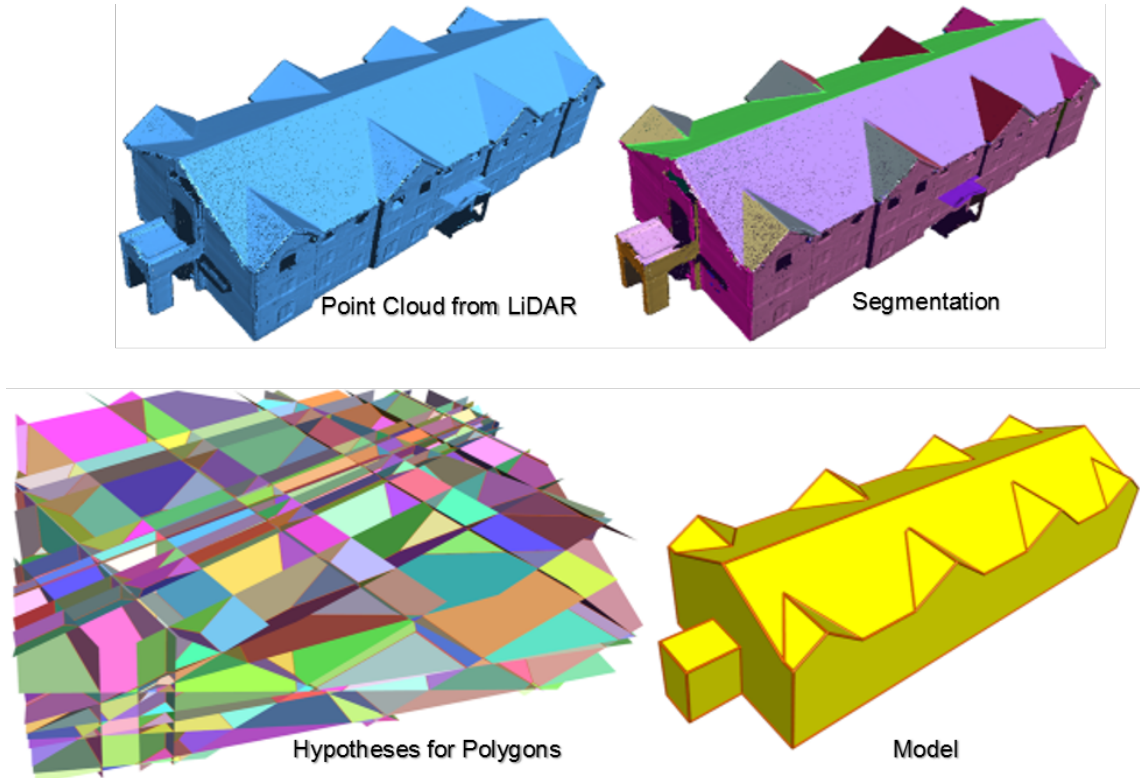 Point Cloud from LiDAR
Segmentation
Hypotheses for Polygons
Model